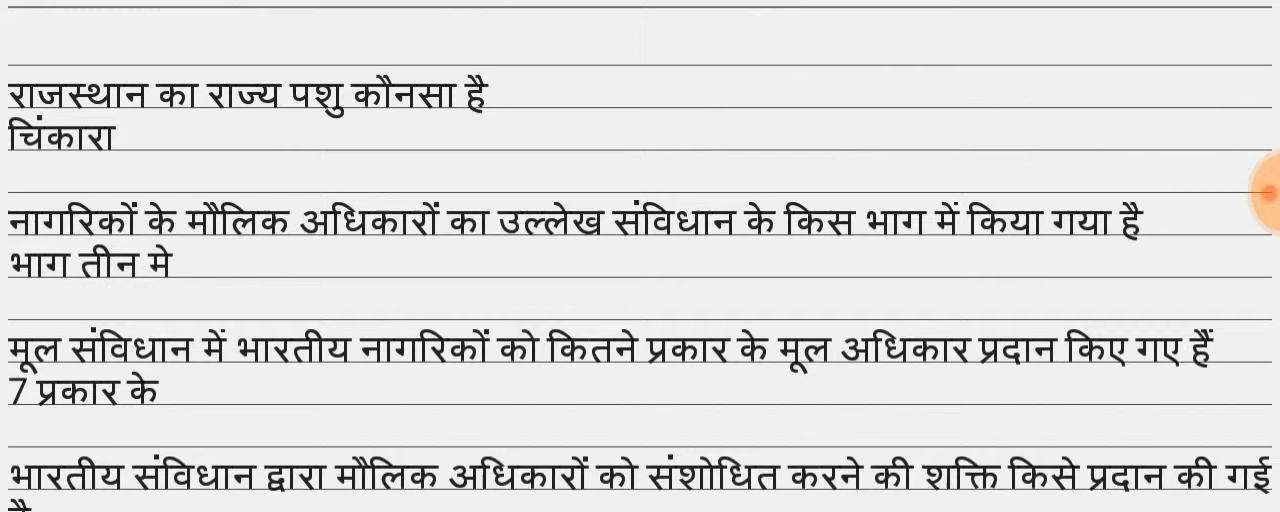 राजस्थान का राज्य पशु कौनसा है
चिंकारा
नागरिकों के मौलिक अधिकारों का उल्लेख संविधान के किस भाग में किया गया है
भाग तीन मे
मूल संविधान में भारतीय नागरिकों को कितने प्रकार के मूल अधिकार प्रदान किए गए हैं
7 प्रकार के
भारतीय संविधान द्वारा मौलिक अधिकारों को संशोधित करने की शक्ति किसे प्रदान की गई